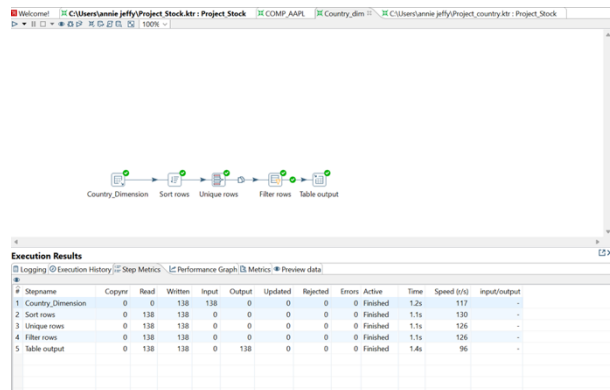 Welcome! C:\Users\annie jeffy\Project_Stock.ktr : Project_Stock COMP_AAPL Country_dim C:\Users\annie jeffy\Project_country.ktr : Project_Stock
100%
Country_Dimension Sort rows Unique rows Filter rows Table output
Execution Results
Logging Execution History Step Metrics Performance Graph Metrics Preview data
# Stepname Copynr Read Written Input Output Updated Rejected Errors Active Time Speed (r/s) input/output
1 Country_Dimension 0 0 138 138 0 0 0 0 Finished 1.2s 117 -
2 Sort rows 0 138 138 0 0 0 0 0 Finished 1.1s 130 -
3 Unique rows 0 138 138 0 0 0 0 0 Finished 1.1s 126 -
4 Filter rows 0 138 138 0 0 0 0 0 Finished 1.1s 126 -
5 Table output 0 138 138 0 138 0 0 0 Finished 1.4s 96 -